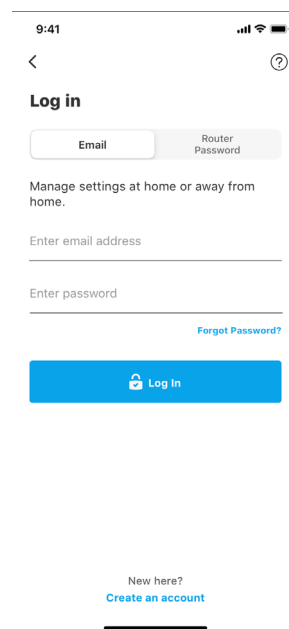 9:41
Log in
Email
Router
Password
Manage settings at home or away from
home.
Enter email address
Enter password
Forgot Password?
Log In
New here?
Create an account